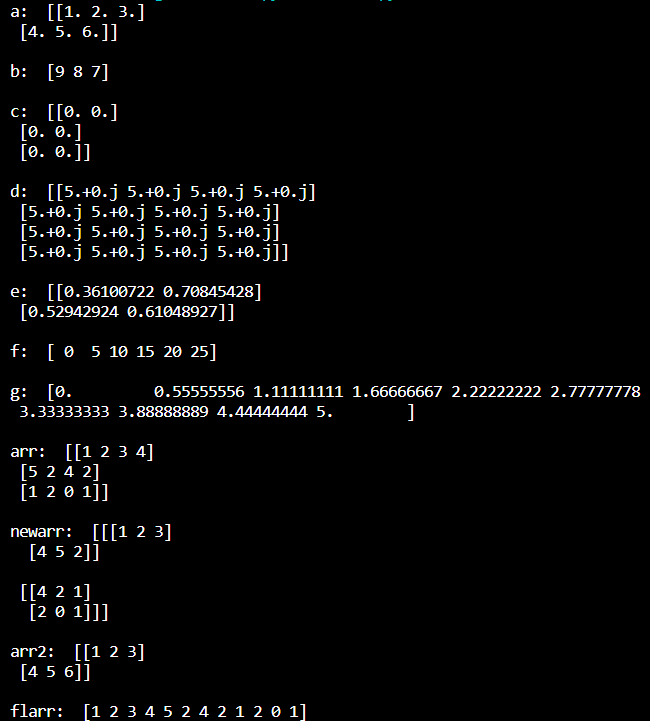 a:  [[1. 2. 3.]
 [4. 5. 6.]]
b:  [9 8 7]
c:  [[0. 0.]
 [0. 0.]
 [0. 0.]]
d:  [[5.+0.j 5.+0.j 5.+0.j 5.+0.j]
 [5.+0.j 5.+0.j 5.+0.j 5.+0.j]
 [5.+0.j 5.+0.j 5.+0.j 5.+0.j]
 [5.+0.j 5.+0.j 5.+0.j 5.+0.j]]
e:  [[0.36100722 0.70845428]
 [0.52942924 0.61048927]]
f:  [ 0  5 10 15 20 25]
g:  [0.         0.55555556 1.11111111 1.66666667 2.22222222 2.77777778
 3.33333333 3.88888889 4.44444444 5.        ]
arr:  [[1 2 3 4]
 [5 2 4 2]
 [1 2 0 1]]
newarr:  [[[1 2 3]
  [4 5 2]]
 [[4 2 1]
  [2 0 1]]]
arr2:  [[1 2 3]
 [4 5 6]]
flarr:  [1 2 3 4 5 2 4 2 1 2 0 1]